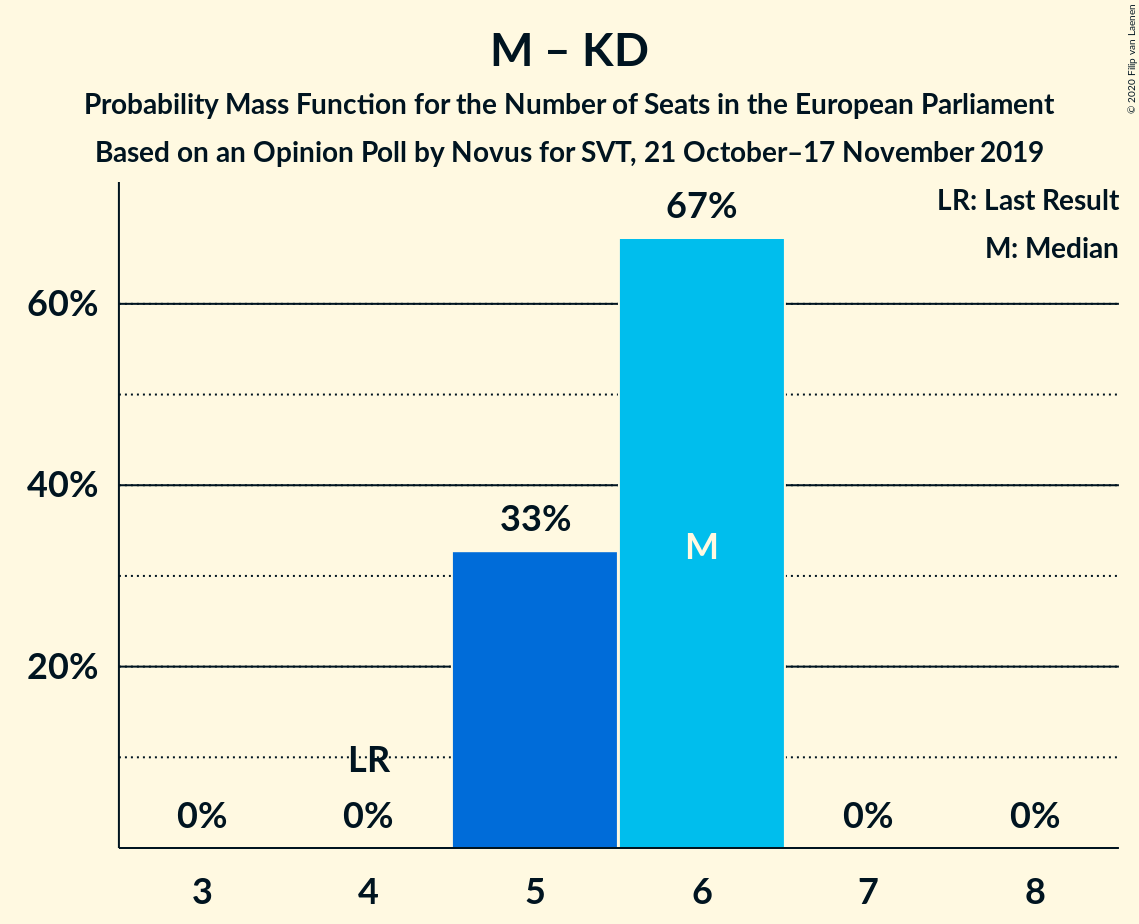 M – KD
Probability Mass Function for the Number of Seats in the European Parliament
Based on an Opinion Poll by Novus for SVT, 21 October–17 November 2019
© 2020 Filip van Laenen
LR: Last Result
M: Median
67%
60%
40%
33%
M
20%
LR
0%
0%
0%
0%
3
4
5
6
7
8